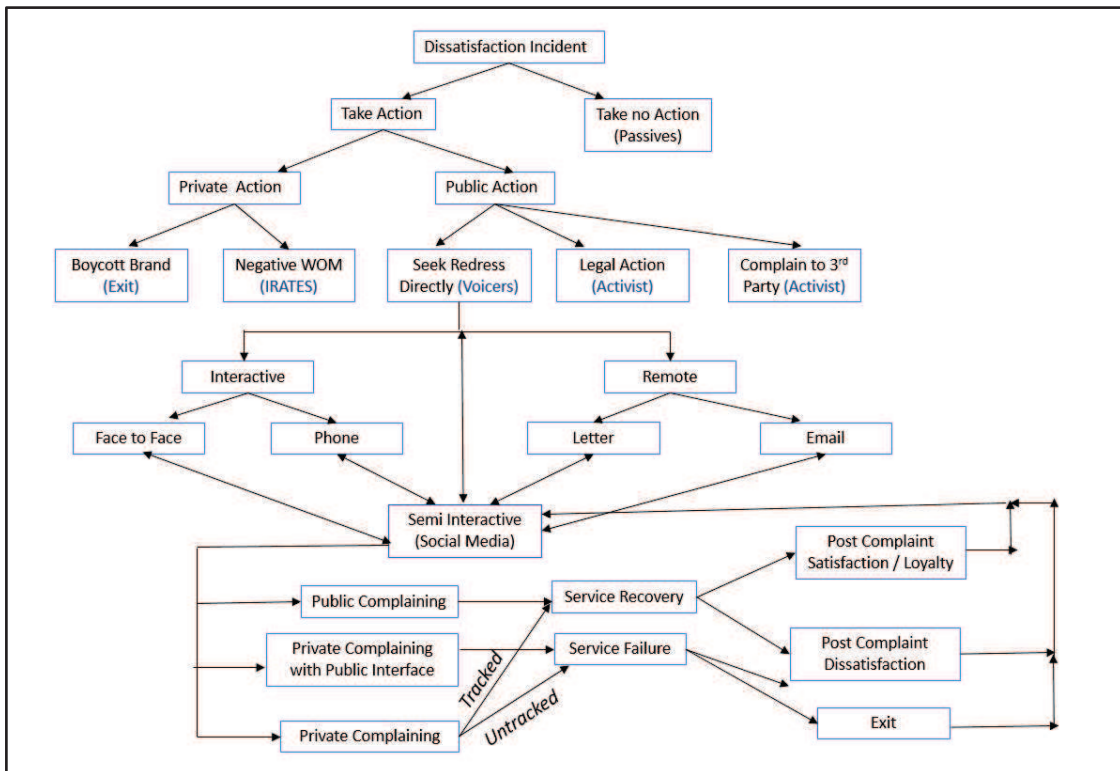 Dissatisfaction Incident
Take Action
Take no Action
(Passives)
Private Action
Public Action
Boycott Brand
(Exit)
Negative WOM
(IRATES)
Seek Redress
Directly (Voicers)
Legal Action
(Activist)
Complain to 3rd
Party (Activist)
Interactive
Remote
Face to Face
Phone
Letter
Email
Semi Interactive
(Social Media)
Post Complaint
Satisfaction / Loyalty
Public Complaining
Service Recovery
Private Complaining
with Public Interface
Service Failure
Post Complaint
Dissatisfaction
Tracked
Untracked
Private Complaining
Exit